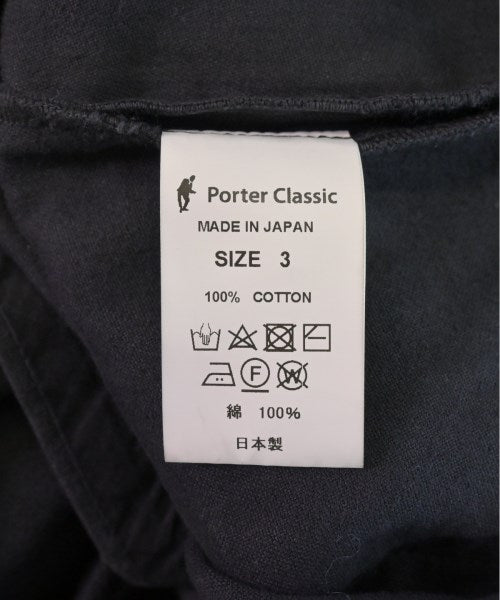 Porter Classic
MADE IN JAPAN
SIZE 3
100% COTTON
F W
綿 100%
日本製